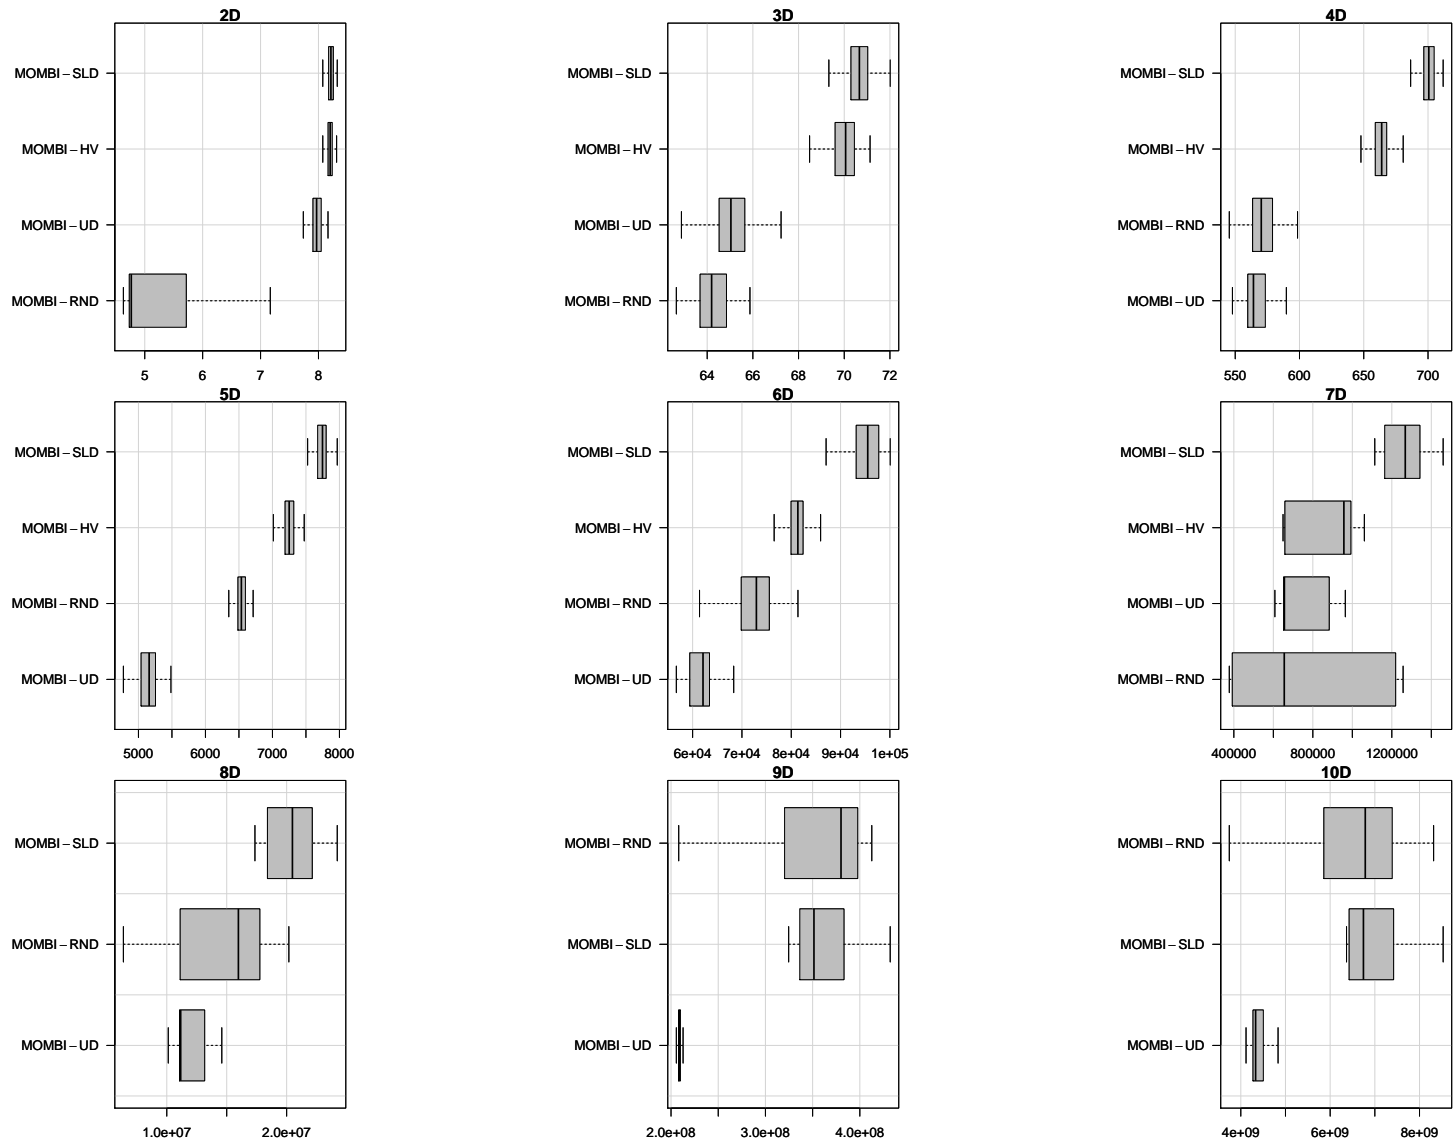 2D
MOMBI−SLD
MOMBI−HV
MOMBI−UD
MOMBI−RND
5 6 7 8
3D
MOMBI−SLD
MOMBI−HV
MOMBI−UD
MOMBI−RND
64 66 68 70 72
4D
MOMBI−SLD
MOMBI−HV
MOMBI−RND
MOMBI−UD
550 600 650 700
5D
MOMBI−SLD
MOMBI−HV
MOMBI−RND
MOMBI−UD
5000 6000 7000 8000
6D
MOMBI−SLD
MOMBI−HV
MOMBI−RND
MOMBI−UD
6e+04 7e+04 8e+04 9e+04 1e+05
7D
MOMBI−SLD
MOMBI−HV
MOMBI−UD
MOMBI−RND
400000 800000 1200000
8D
MOMBI−SLD
MOMBI−RND
MOMBI−UD
1.0e+07 2.0e+07
9D
MOMBI−RND
MOMBI−SLD
MOMBI−UD
2.0e+08 3.0e+08 4.0e+08
10D
MOMBI−RND
MOMBI−SLD
MOMBI−UD
4e+09 6e+09 8e+09